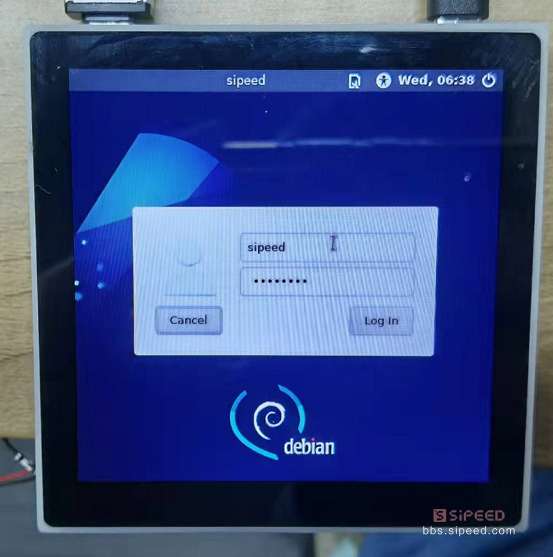 sipeed
Wed, 06:38
sipeed
••••••••
Cancel
Log In
debian
SiPEED
bbs.sipeed.com